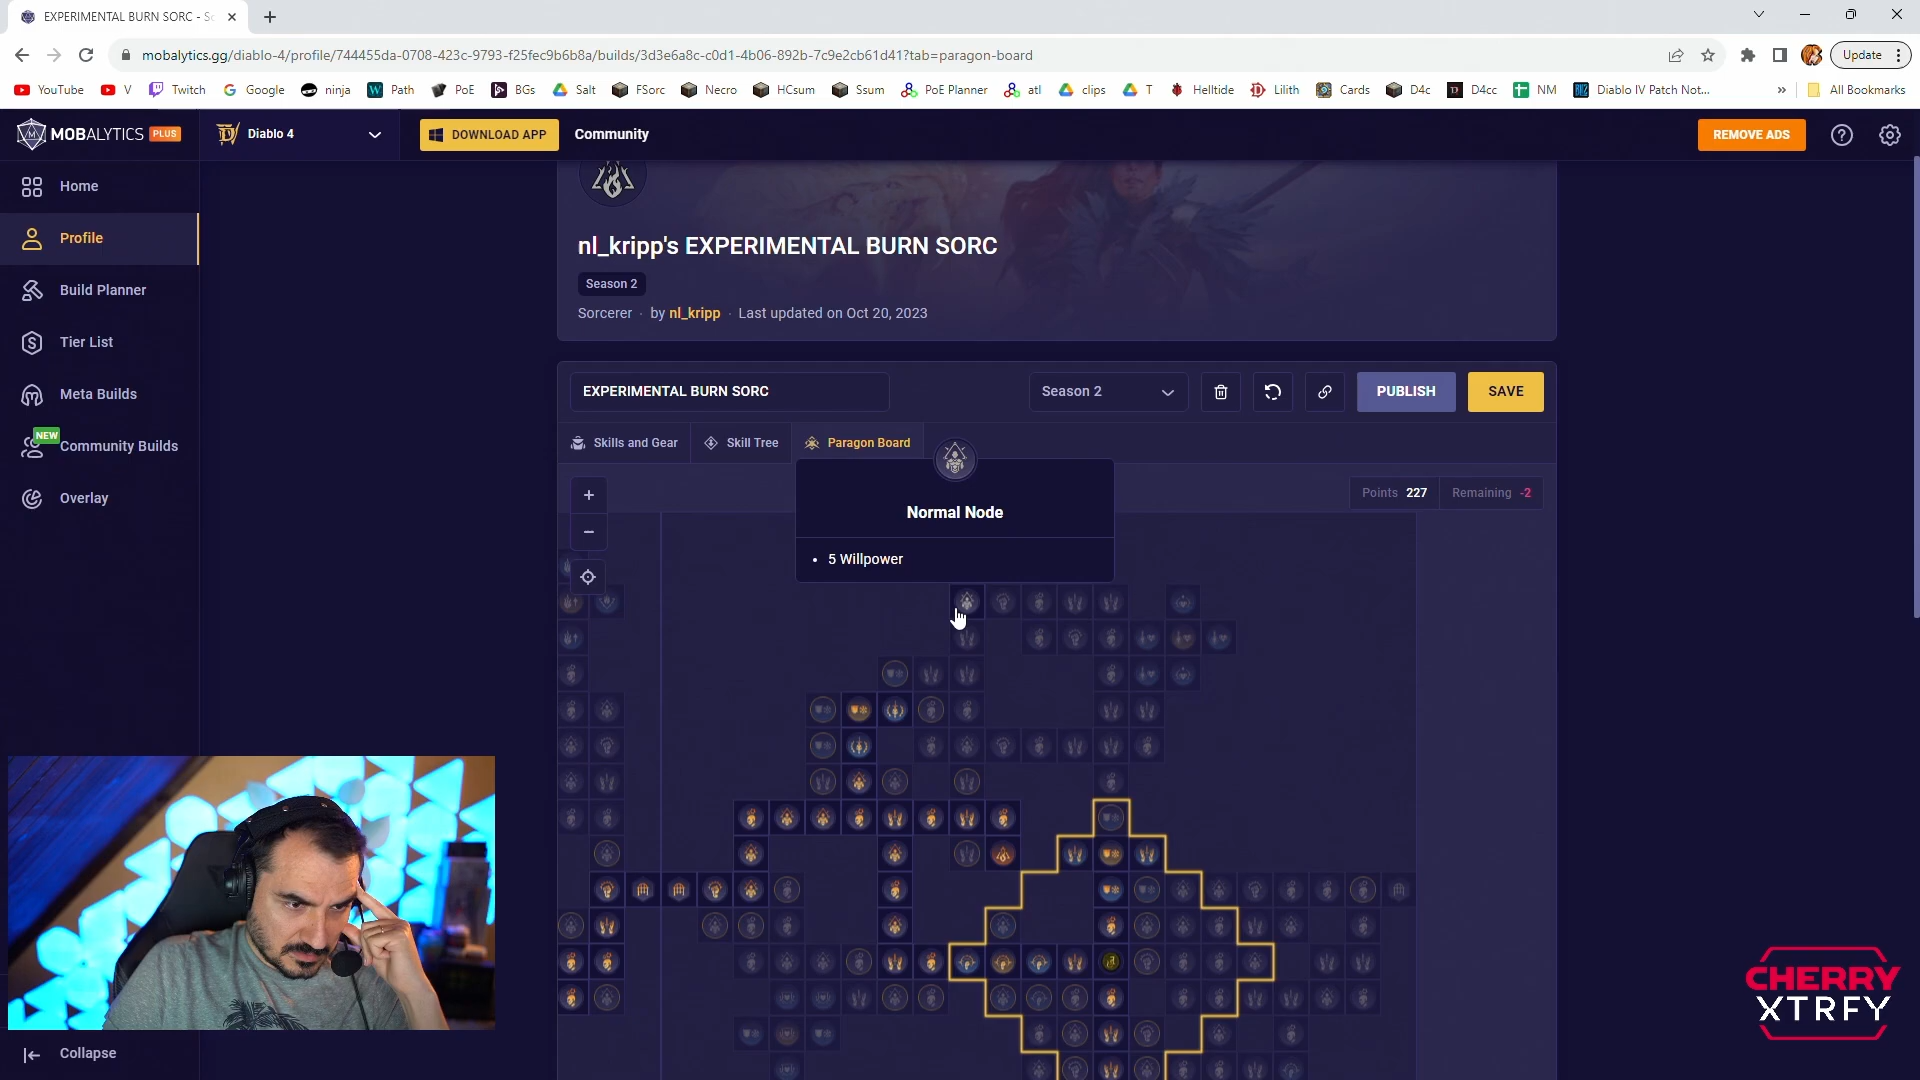 EXPERIMENTAL BURN SORC - Sc
mobalytics.gg/diablo-4/profile/744455da-0708-423c-9793-f25fec9b6b8a/builds/3d3e6a8c-c0d1-4b06-892b-7c9e2cb61d41?tab=paragon-board
Update
YouTube V Twitch Google ninja Path PoE BGs Salt FSorc Necro HCsum Ssum PoE Planner atl clips T Helltide Lilith Cards D4c D4cc NM Diablo IV Patch Not... » All Bookmarks
MOBALYTICS PLUS Diablo 4 DOWNLOAD APP Community REMOVE ADS
Home
Profile
Build Planner
Tier List
Meta Builds
NEW
Community Builds
Overlay
Collapse
nl_kripp's EXPERIMENTAL BURN SORC
Season 2
Sorcerer · by nl_kripp · Last updated on Oct 20, 2023
EXPERIMENTAL BURN SORC Season 2 PUBLISH SAVE
Skills and Gear Skill Tree Paragon Board
Points 227 Remaining -2
Normal Node
• 5 Willpower
CHERRY
XTRFY